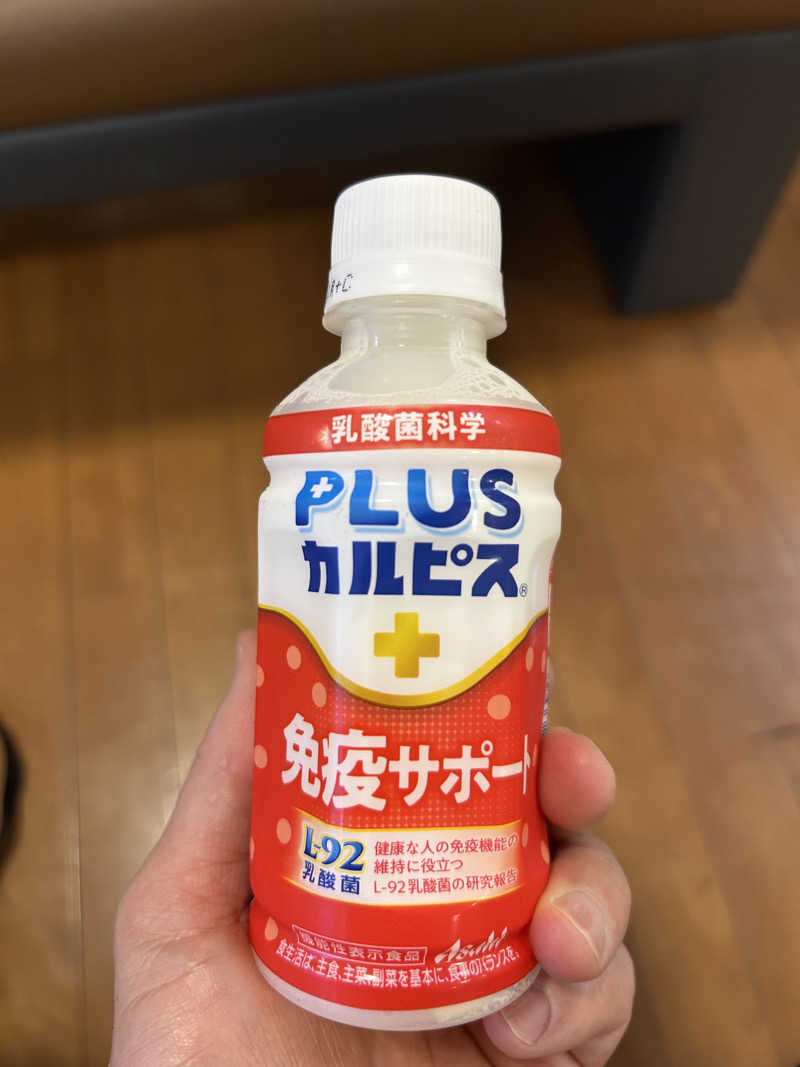 乳酸菌科学
PLUS
カルピス®
免疫サポート
L-92
乳酸菌
健康な人の免疫機能の
維持に役立つ
L-92乳酸菌の研究報告
機能性表示食品
Asahi
食生活は、主食、主菜、副菜を基本に、食事のバランスを。